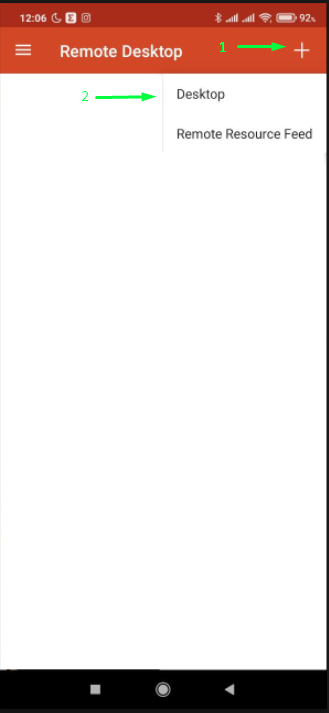 12:06 92%
Remote Desktop 1
2 Desktop
Remote Resource Feed